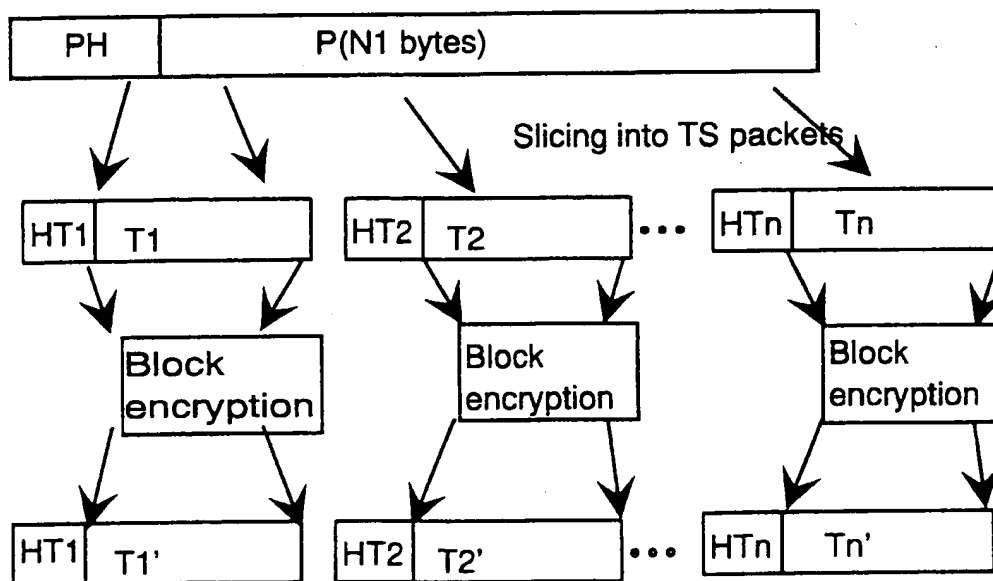 PH P(N1 bytes)
Slicing into TS packets
HT1 T1 HT2 T2 ••• HTn Tn
Block encryption Block encryption Block encryption
HT1 T1' HT2 T2' ••• HTn Tn'